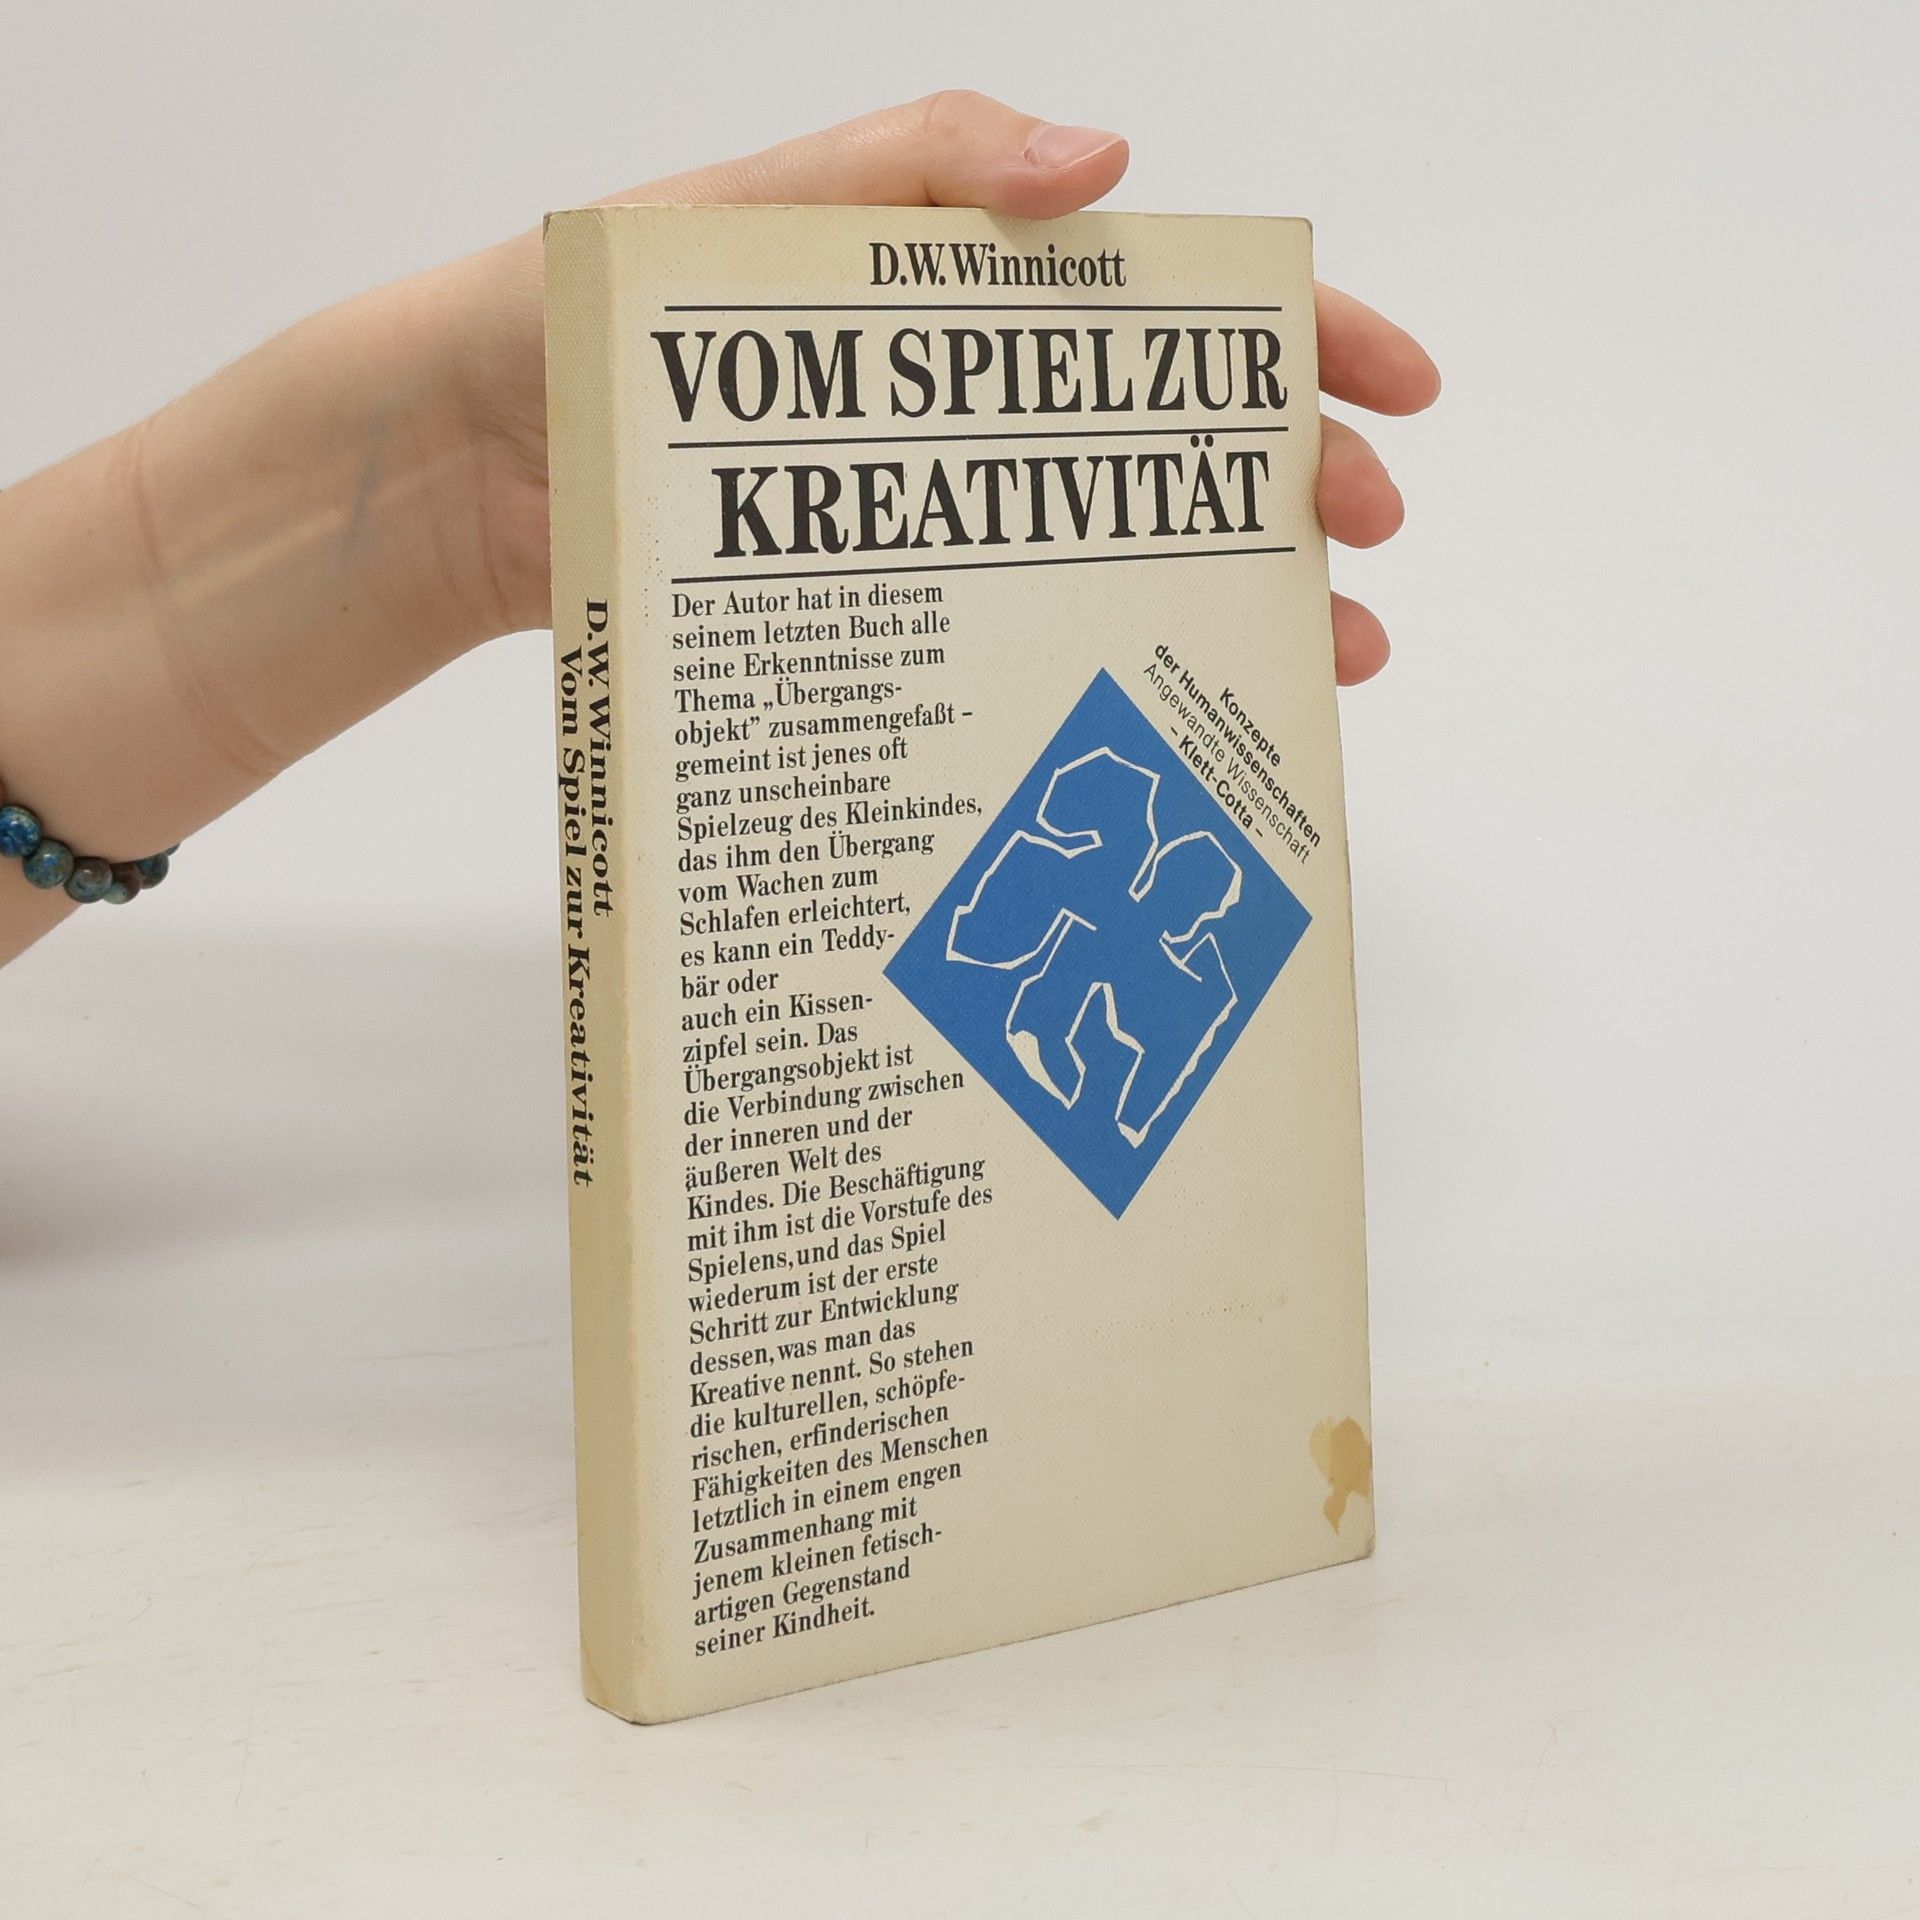 D.W.Winnicott
VOM SPIEL ZUR
KREATIVITÄT
Der Autor hat in diesem
seinem letzten Buch alle
seine Erkenntnisse zum
Thema „Übergangs-
objekt” zusammengefaßt –
gemeint ist jenes oft
ganz unscheinbare
Spielzeug des Kleinkindes,
das ihm den Übergang
vom Wachen zum
Schlafen erleichtert,
es kann ein Teddy-
bär oder
auch ein Kissen-
zipfel sein. Das
Übergangsobjekt ist
die Verbindung zwischen
der inneren und der
äußeren Welt des
Kindes. Die Beschäftigung
mit ihm ist die Vorstufe des
Spielens, und das Spiel
wiederum ist der erste
Schritt zur Entwicklung
dessen, was man das
Kreative nennt. So stehen
die kulturellen, schöpfe-
rischen, erfinderischen
Fähigkeiten des Menschen
letztlich in einem engen
Zusammenhang mit
jenem kleinen fetisch-
artigen Gegenstand
seiner Kindheit.
Konzepte
der Humanwissenschaften
Angewandte Wissenschaft
– Klett-Cotta –
D.W.Winnicott
Vom Spiel zur Kreativität